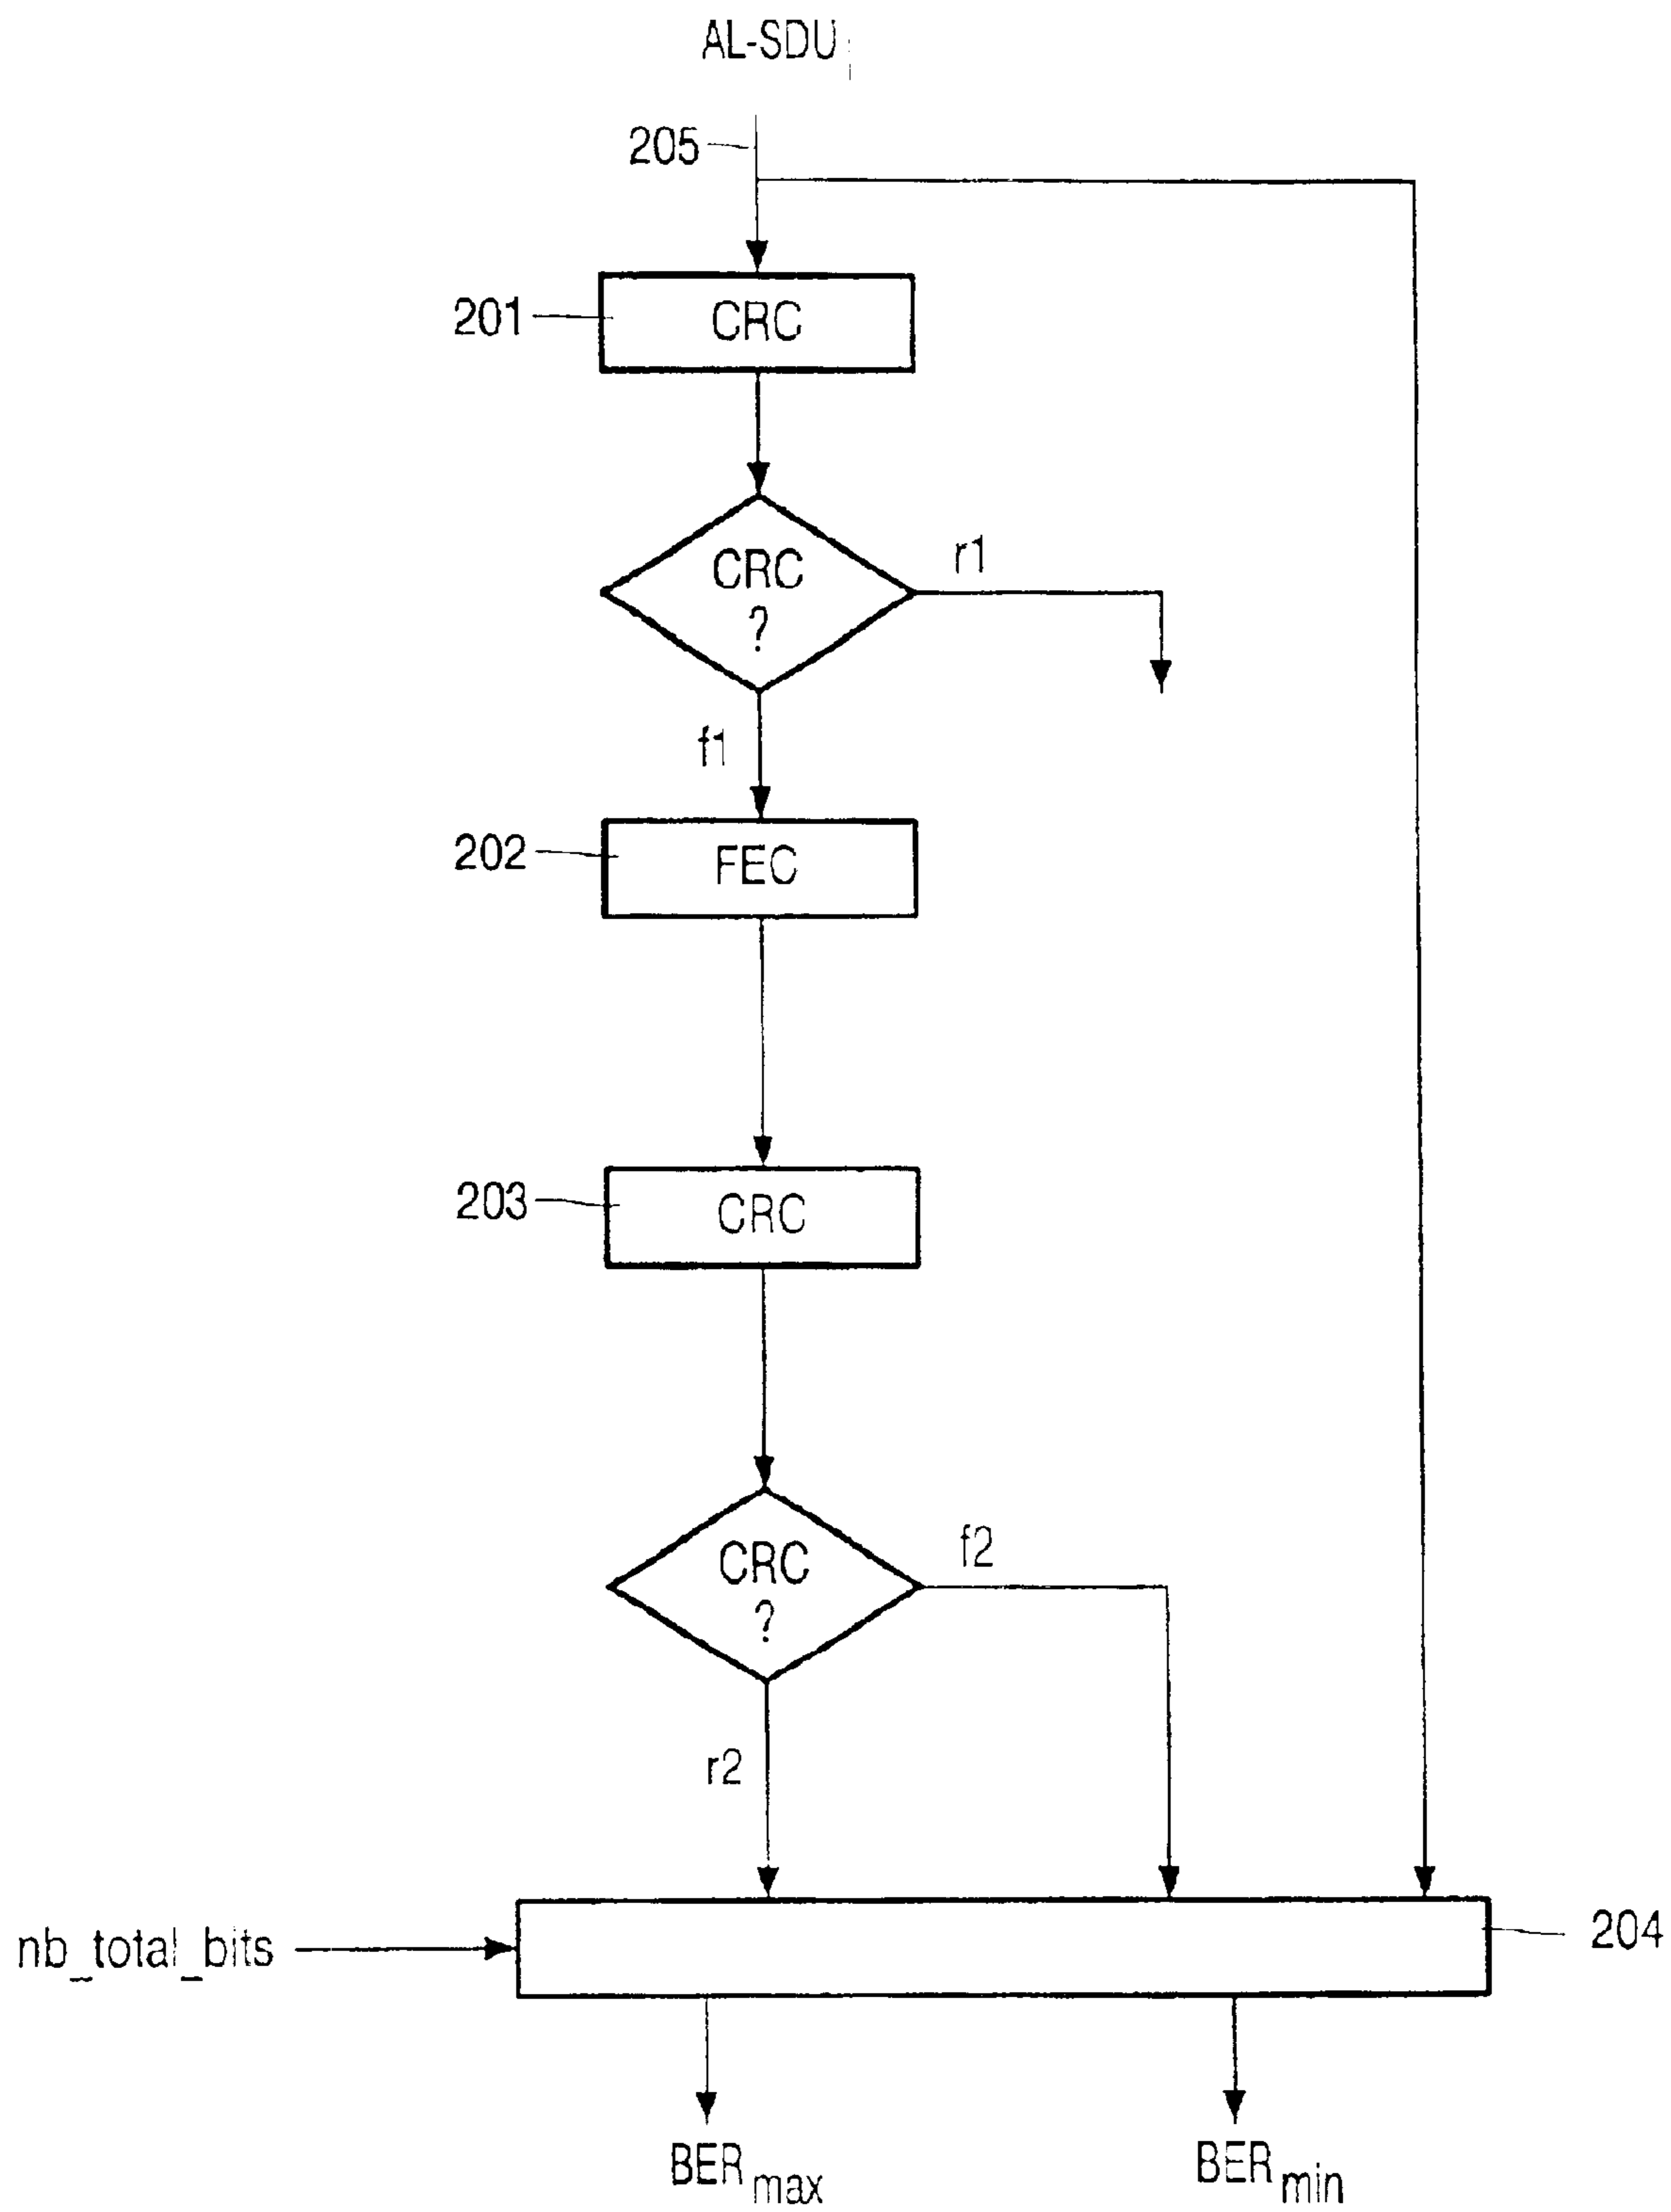 AL-SDU
205
201
CRC
CRC
?
r1
f1
202
FEC
203
CRC
CRC
?
f2
r2
nb_total_bits
204
BERmax
BERmin